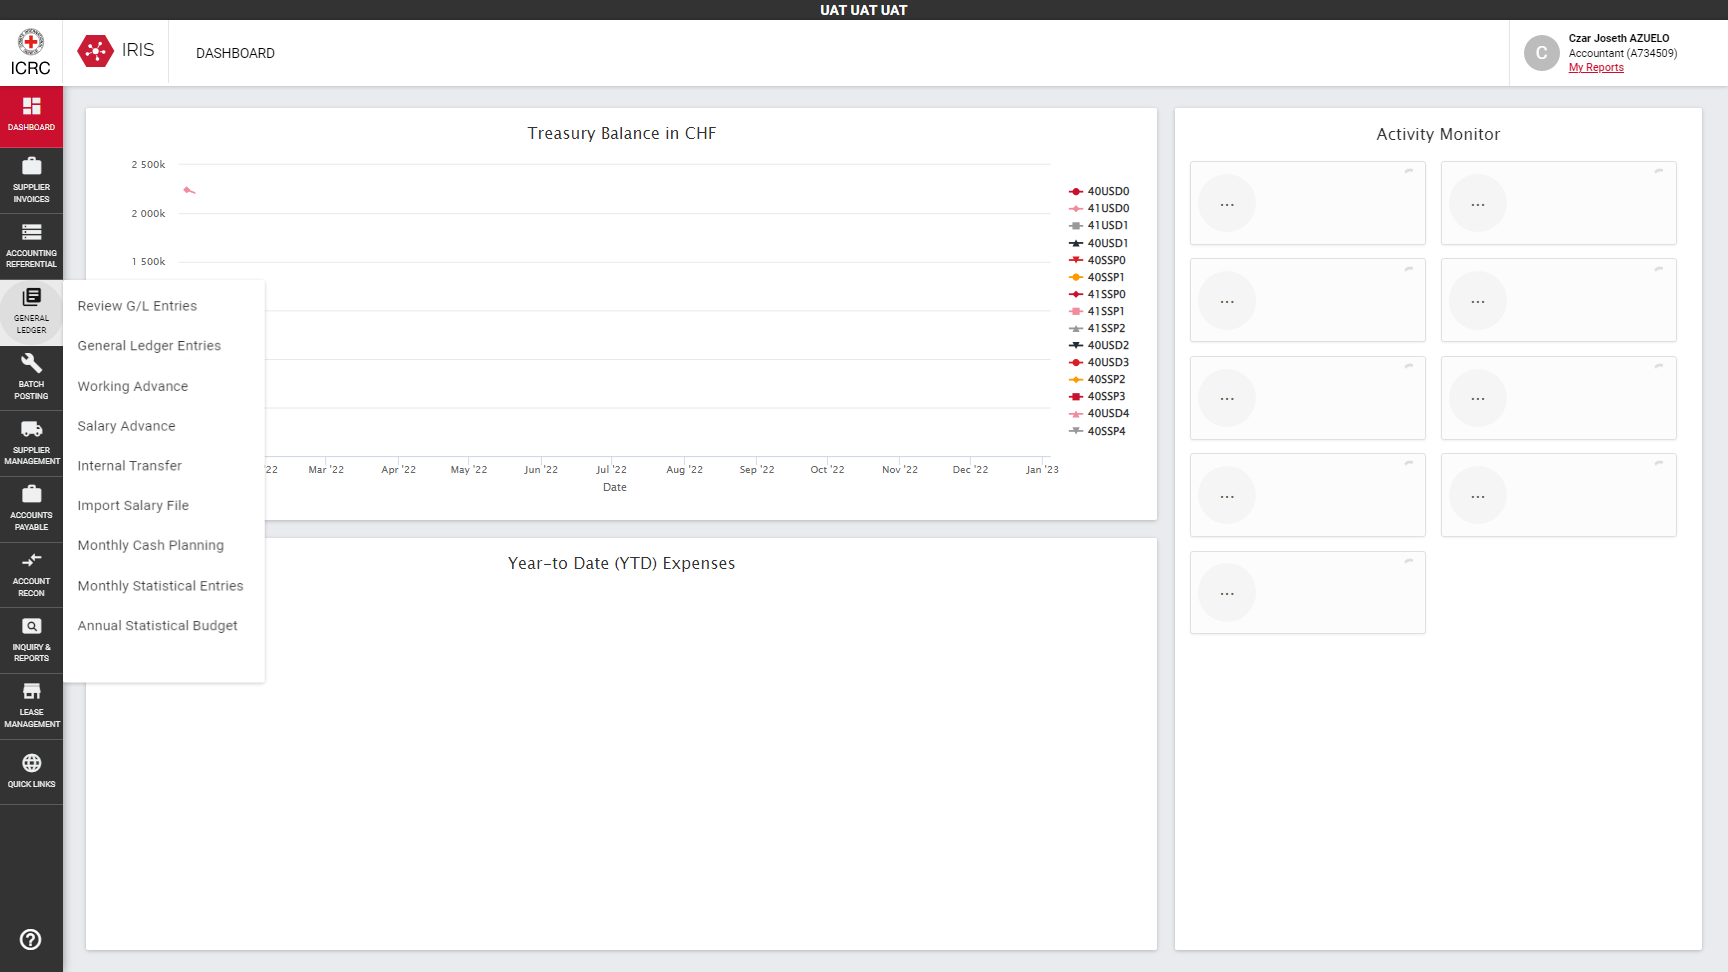 UAT UAT UAT
ICRC
IRIS
DASHBOARD
C
Czar Joseth AZUELO
Accountant (A734509)
My Reports
DASHBOARD
SUPPLIER
INVOICES
ACCOUNTING
REFERENTIAL
GENERAL
LEDGER
BATCH
POSTING
SUPPLIER
MANAGEMENT
ACCOUNTS
PAYABLE
ACCOUNT
RECON
INQUIRY &
REPORTS
LEASE
MANAGEMENT
QUICK LINKS
Review G/L Entries
General Ledger Entries
Working Advance
Salary Advance
Internal Transfer
Import Salary File
Monthly Cash Planning
Monthly Statistical Entries
Annual Statistical Budget
Treasury Balance in CHF
2 500k
2 000k
1 500k
'22
Mar '22
Apr '22
May '22
Jun '22
Jul '22
Aug '22
Sep '22
Oct '22
Nov '22
Dec '22
Jan '23
Date
40USD0
41USD0
41USD1
40USD1
40SSP0
40SSP1
41SSP0
41SSP1
41SSP2
40USD2
40USD3
40SSP2
40SSP3
40USD4
40SSP4
Year-to Date (YTD) Expenses
Activity Monitor
...
...
...
...
...
...
...
...
...